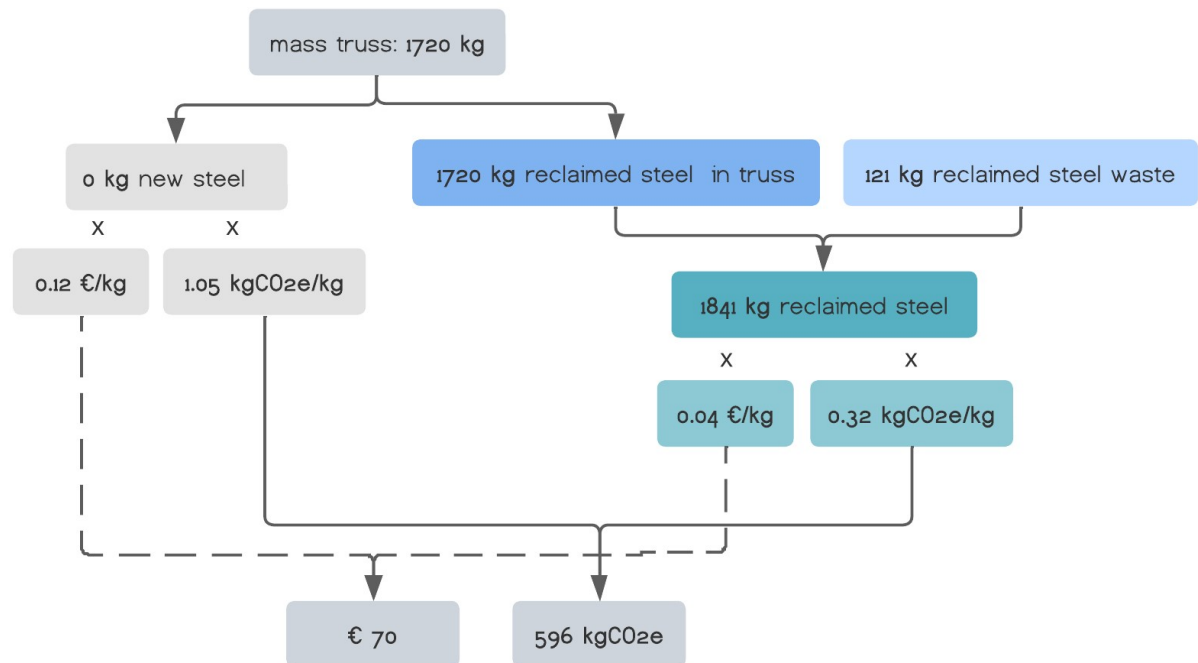 mass truss: 1720 kg
0 kg new steel
1720 kg reclaimed steel in truss
121 kg reclaimed steel waste
x
x
0.12 €/kg
1.05 kgCO2e/kg
1841 kg reclaimed steel
x
x
0.04 €/kg
0.32 kgCO2e/kg
€ 70
596 kgCO2e